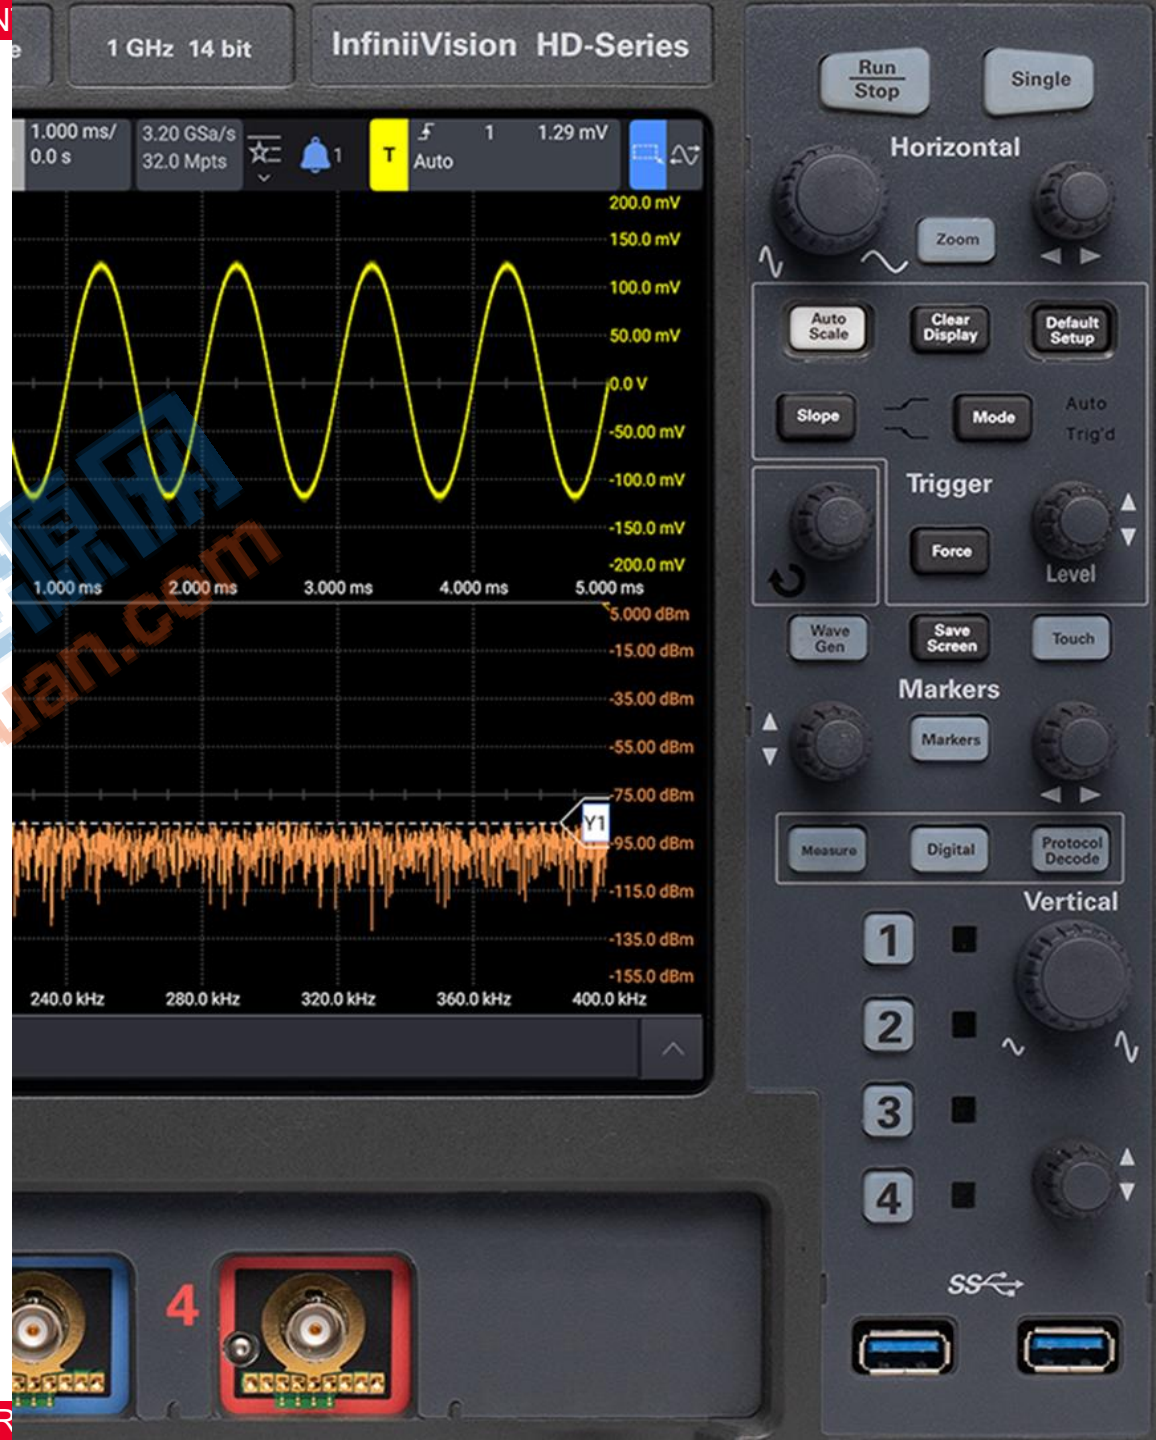 1 GHz 14 bit
InfiniiVision HD-Series
Run
Stop
Single
Horizontal
Zoom
1.000 ms/
0.0 s
3.20 GSa/s
32.0 Mpts
1
T
1
1.29 mV
Auto
200.0 mV
150.0 mV
100.0 mV
50.00 mV
0.0 V
-50.00 mV
-100.0 mV
-150.0 mV
-200.0 mV
1.000 ms
2.000 ms
3.000 ms
4.000 ms
5.000 ms
5.000 dBm
-15.00 dBm
-35.00 dBm
-55.00 dBm
-75.00 dBm
Y1
-95.00 dBm
-115.0 dBm
-135.0 dBm
-155.0 dBm
240.0 kHz
280.0 kHz
320.0 kHz
360.0 kHz
400.0 kHz
源网
uan.com
Auto
Scale
Clear
Display
Default
Setup
Slope
Mode
Auto
Trig'd
Trigger
Force
Level
Wave
Gen
Save
Screen
Touch
Markers
Markers
Measure
Digital
Protocol
Decode
Vertical
1
2
3
4
4
SS